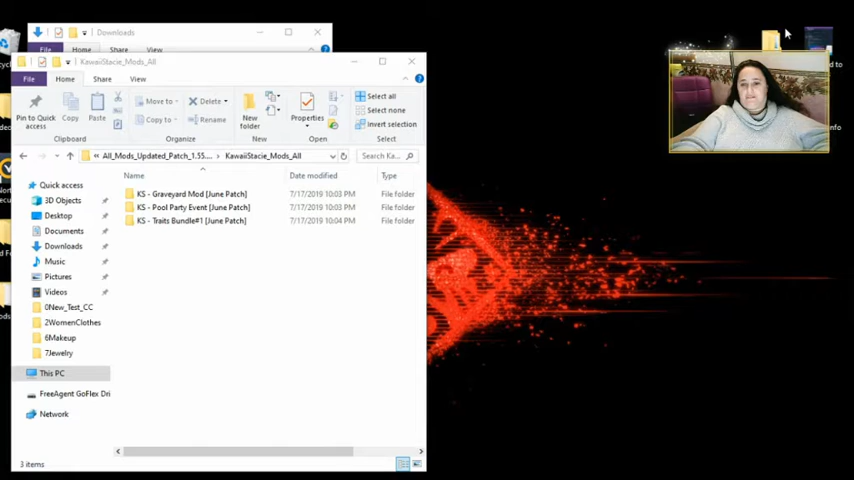 Downloads
File Home Share View
KawaiiStacie_Mods_All
File Home Share View
Pin to Quick access
Copy
Paste
Move to
Copy to
Delete
Rename
New folder
Properties
Select all
Select none
Invert selection
Clipboard Organize New Open Select
« All_Mods_Updated_Patch_1.55.... › KawaiiStacie_Mods_All
Search Ka...
Name Date modified Type
KS - Graveyard Mod [June Patch] 7/17/2019 10:03 PM File folder
KS - Pool Party Event [June Patch] 7/17/2019 10:03 PM File folder
KS - Traits Bundle#1 [June Patch] 7/17/2019 10:04 PM File folder
Quick access
3D Objects
Desktop
Documents
Downloads
Music
Pictures
Videos
0New_Test_CC
2WomenClothes
6Makeup
7Jewelry
This PC
FreeAgent GoFlex Dri
Network
3 items
d to
info